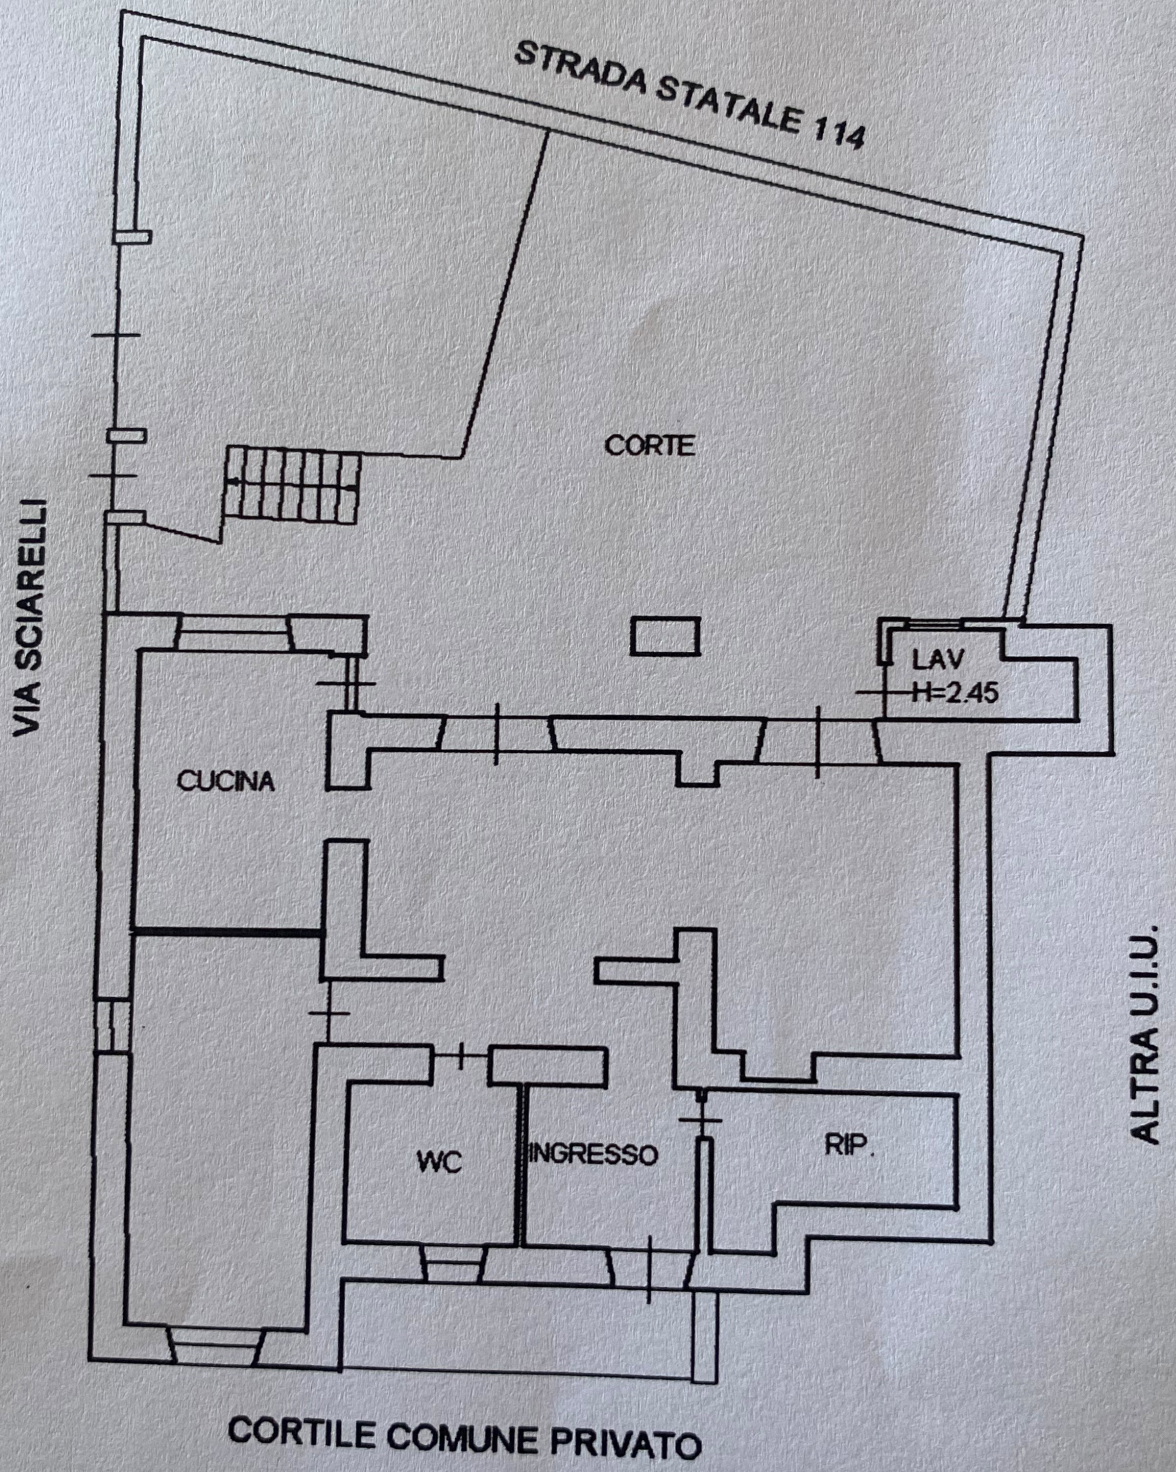 STRADA STATALE 114
CORTE
VIA SCIARELLI
LAV
H=2.45
CUCINA
ALTRA U.I.U.
WC
INGRESSO
RIP.
CORTILE COMUNE PRIVATO